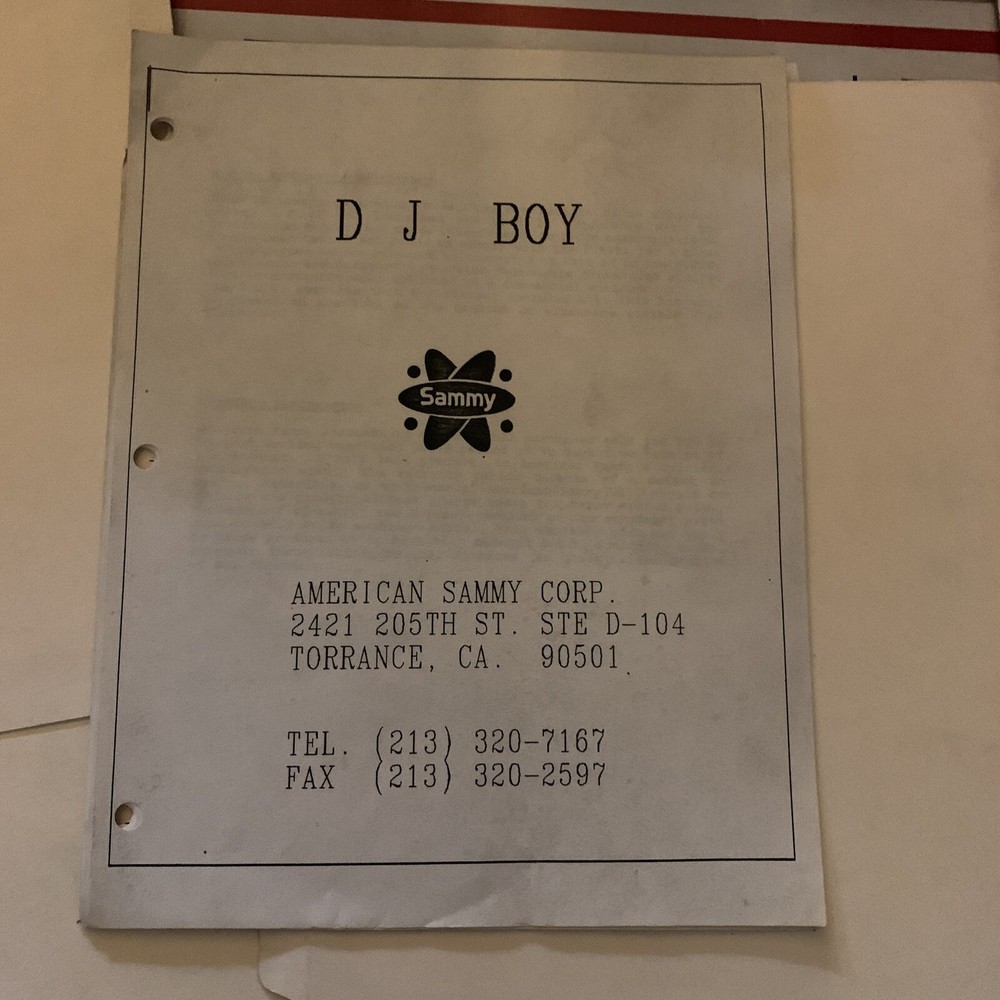 D J BOY
Sammy
AMERICAN SAMMY CORP.
2421 205TH ST. STE D-104
TORRANCE, CA. 90501
TEL. (213) 320-7167
FAX (213) 320-2597